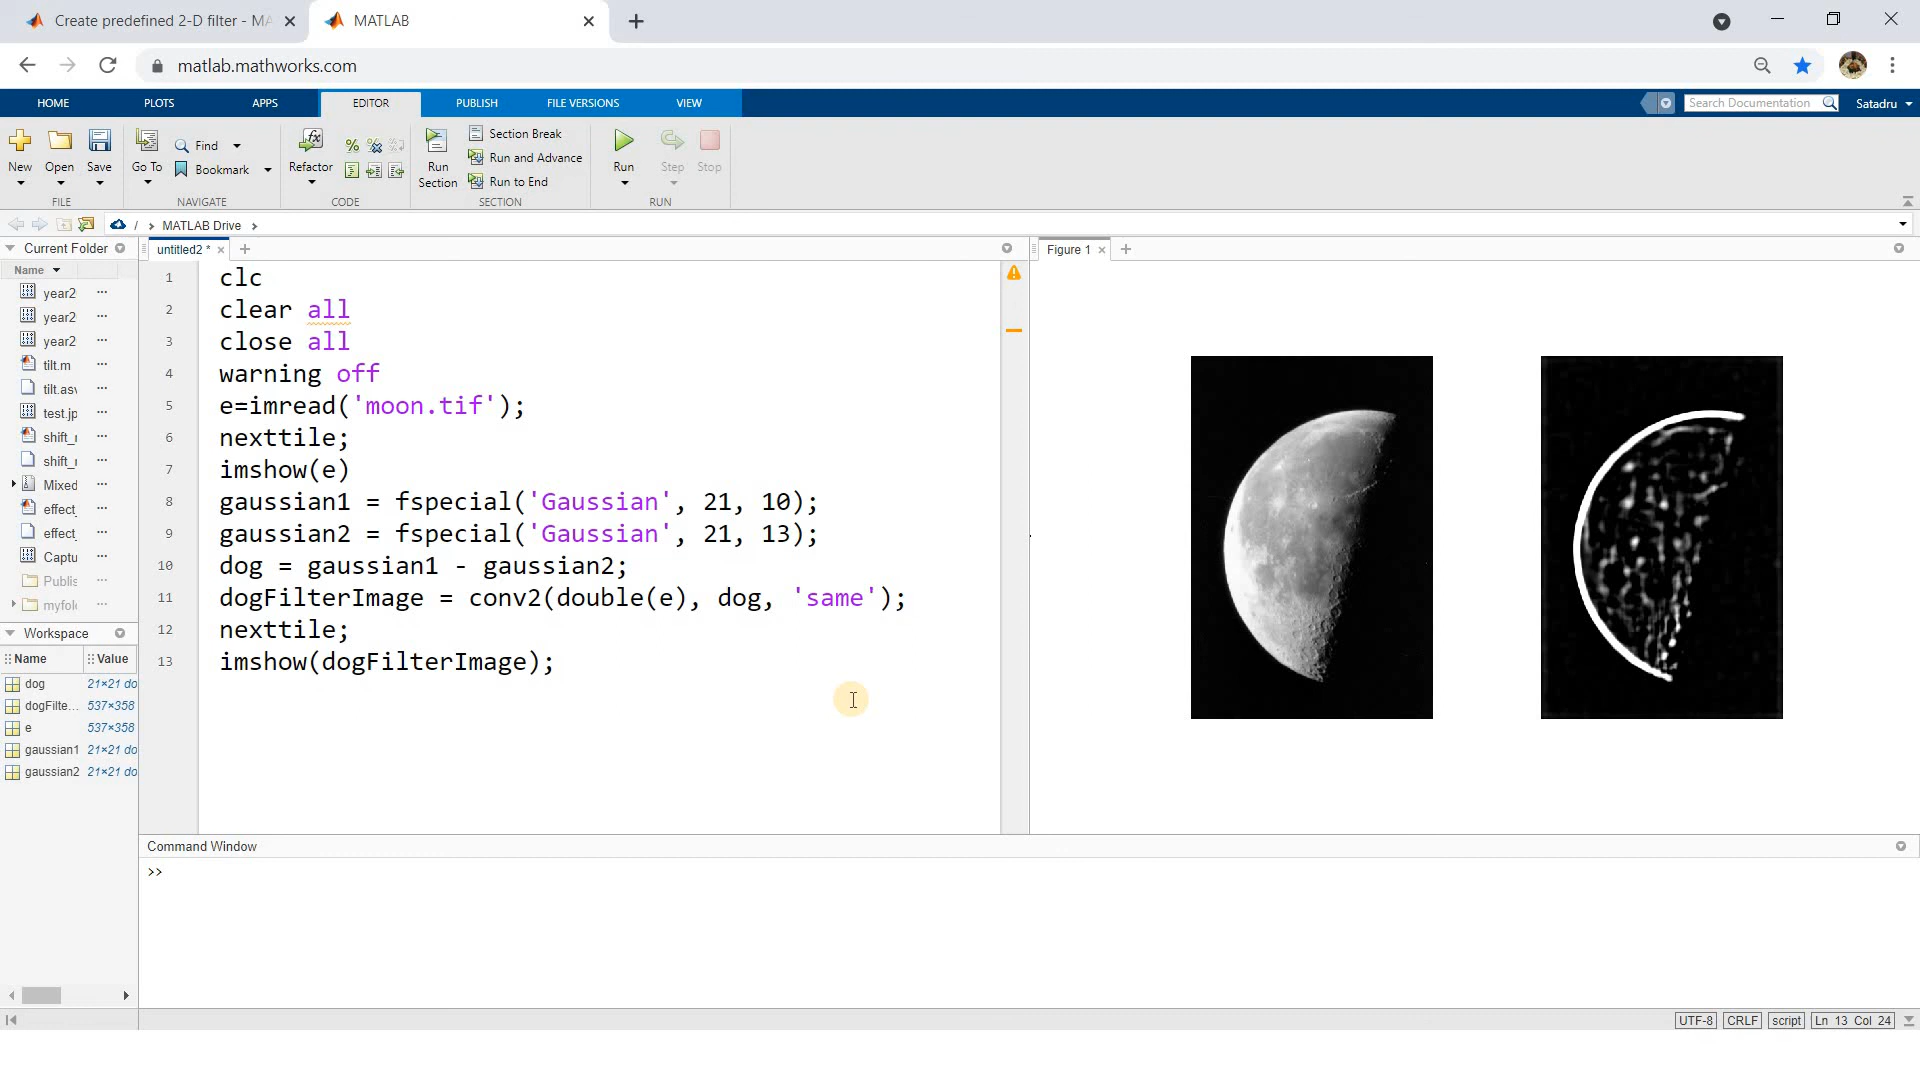 Create predefined 2-D filter - MA
MATLAB
matlab.mathworks.com
HOME PLOTS APPS EDITOR PUBLISH FILE VERSIONS VIEW
Search Documentation
Satadru
New
Open
Save
FILE
Go To
Find
Bookmark
NAVIGATE
Refactor
CODE
Run Section
Section Break
Run and Advance
Run to End
SECTION
Run
Step
Stop
RUN
/ › MATLAB Drive ›
Current Folder
Name
year2 ...
year2 ...
year2 ...
tilt.m ...
tilt.as ...
test.jp ...
shift_ ...
shift_ ...
Mixed ...
effect_ ...
effect_ ...
Captu ...
Publis ...
myfol ...
Workspace
Name Value
dog 21×21 do
dogFilte... 537×358
e 537×358
gaussian1 21×21 do
gaussian2 21×21 do
untitled2 *
1 clc
2 clear all
3 close all
4 warning off
5 e=imread('moon.tif');
6 nexttile;
7 imshow(e)
8 gaussian1 = fspecial('Gaussian', 21, 10);
9 gaussian2 = fspecial('Gaussian', 21, 13);
10 dog = gaussian1 - gaussian2;
11 dogFilterImage = conv2(double(e), dog, 'same');
12 nexttile;
13 imshow(dogFilterImage);
Figure 1
Command Window
>>
UTF-8 CRLF script Ln 13 Col 24